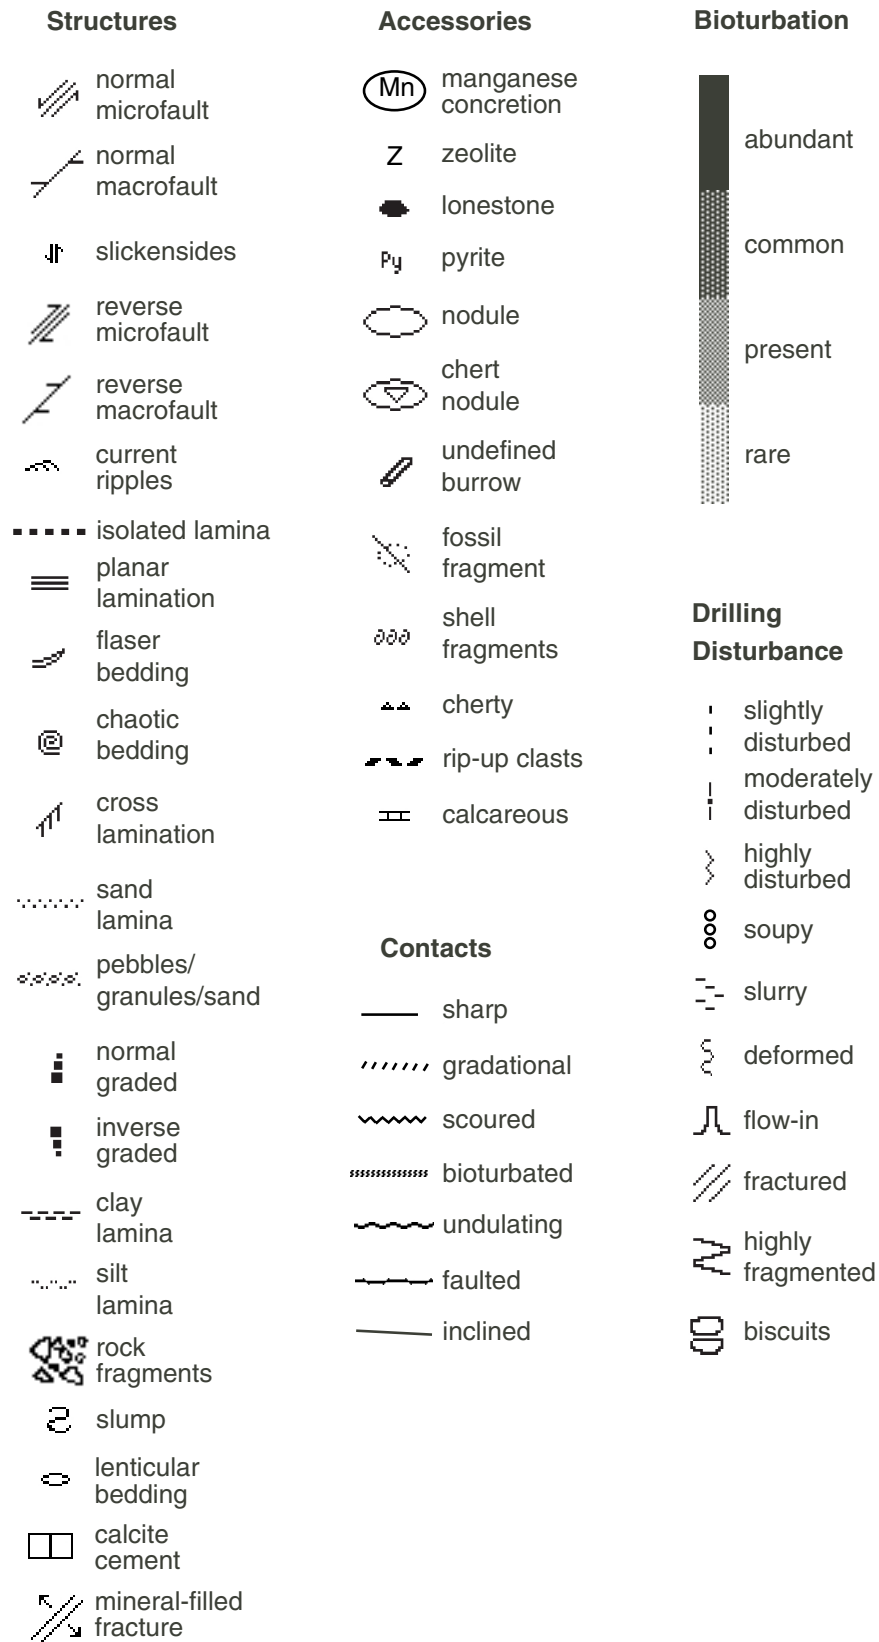 Structures
normal
microfault
normal
macrofault
slickensides
reverse
microfault
reverse
macrofault
current
ripples
isolated lamina
planar
lamination
flaser
bedding
chaotic
bedding
cross
lamination
sand
lamina
pebbles/
granules/sand
normal
graded
inverse
graded
clay
lamina
silt
lamina
rock
fragments
slump
lenticular
bedding
calcite
cement
mineral-filled
fracture
Accessories
Mn
manganese
concretion
Z
zeolite
lonestone
Py
pyrite
nodule
chert
nodule
undefined
burrow
fossil
fragment
shell
fragments
cherty
rip-up clasts
calcareous
Contacts
sharp
gradational
scoured
bioturbated
undulating
faulted
inclined
Bioturbation
abundant
common
present
rare
Drilling
Disturbance
slightly
disturbed
moderately
disturbed
highly
disturbed
soupy
slurry
deformed
flow-in
fractured
highly
fragmented
biscuits